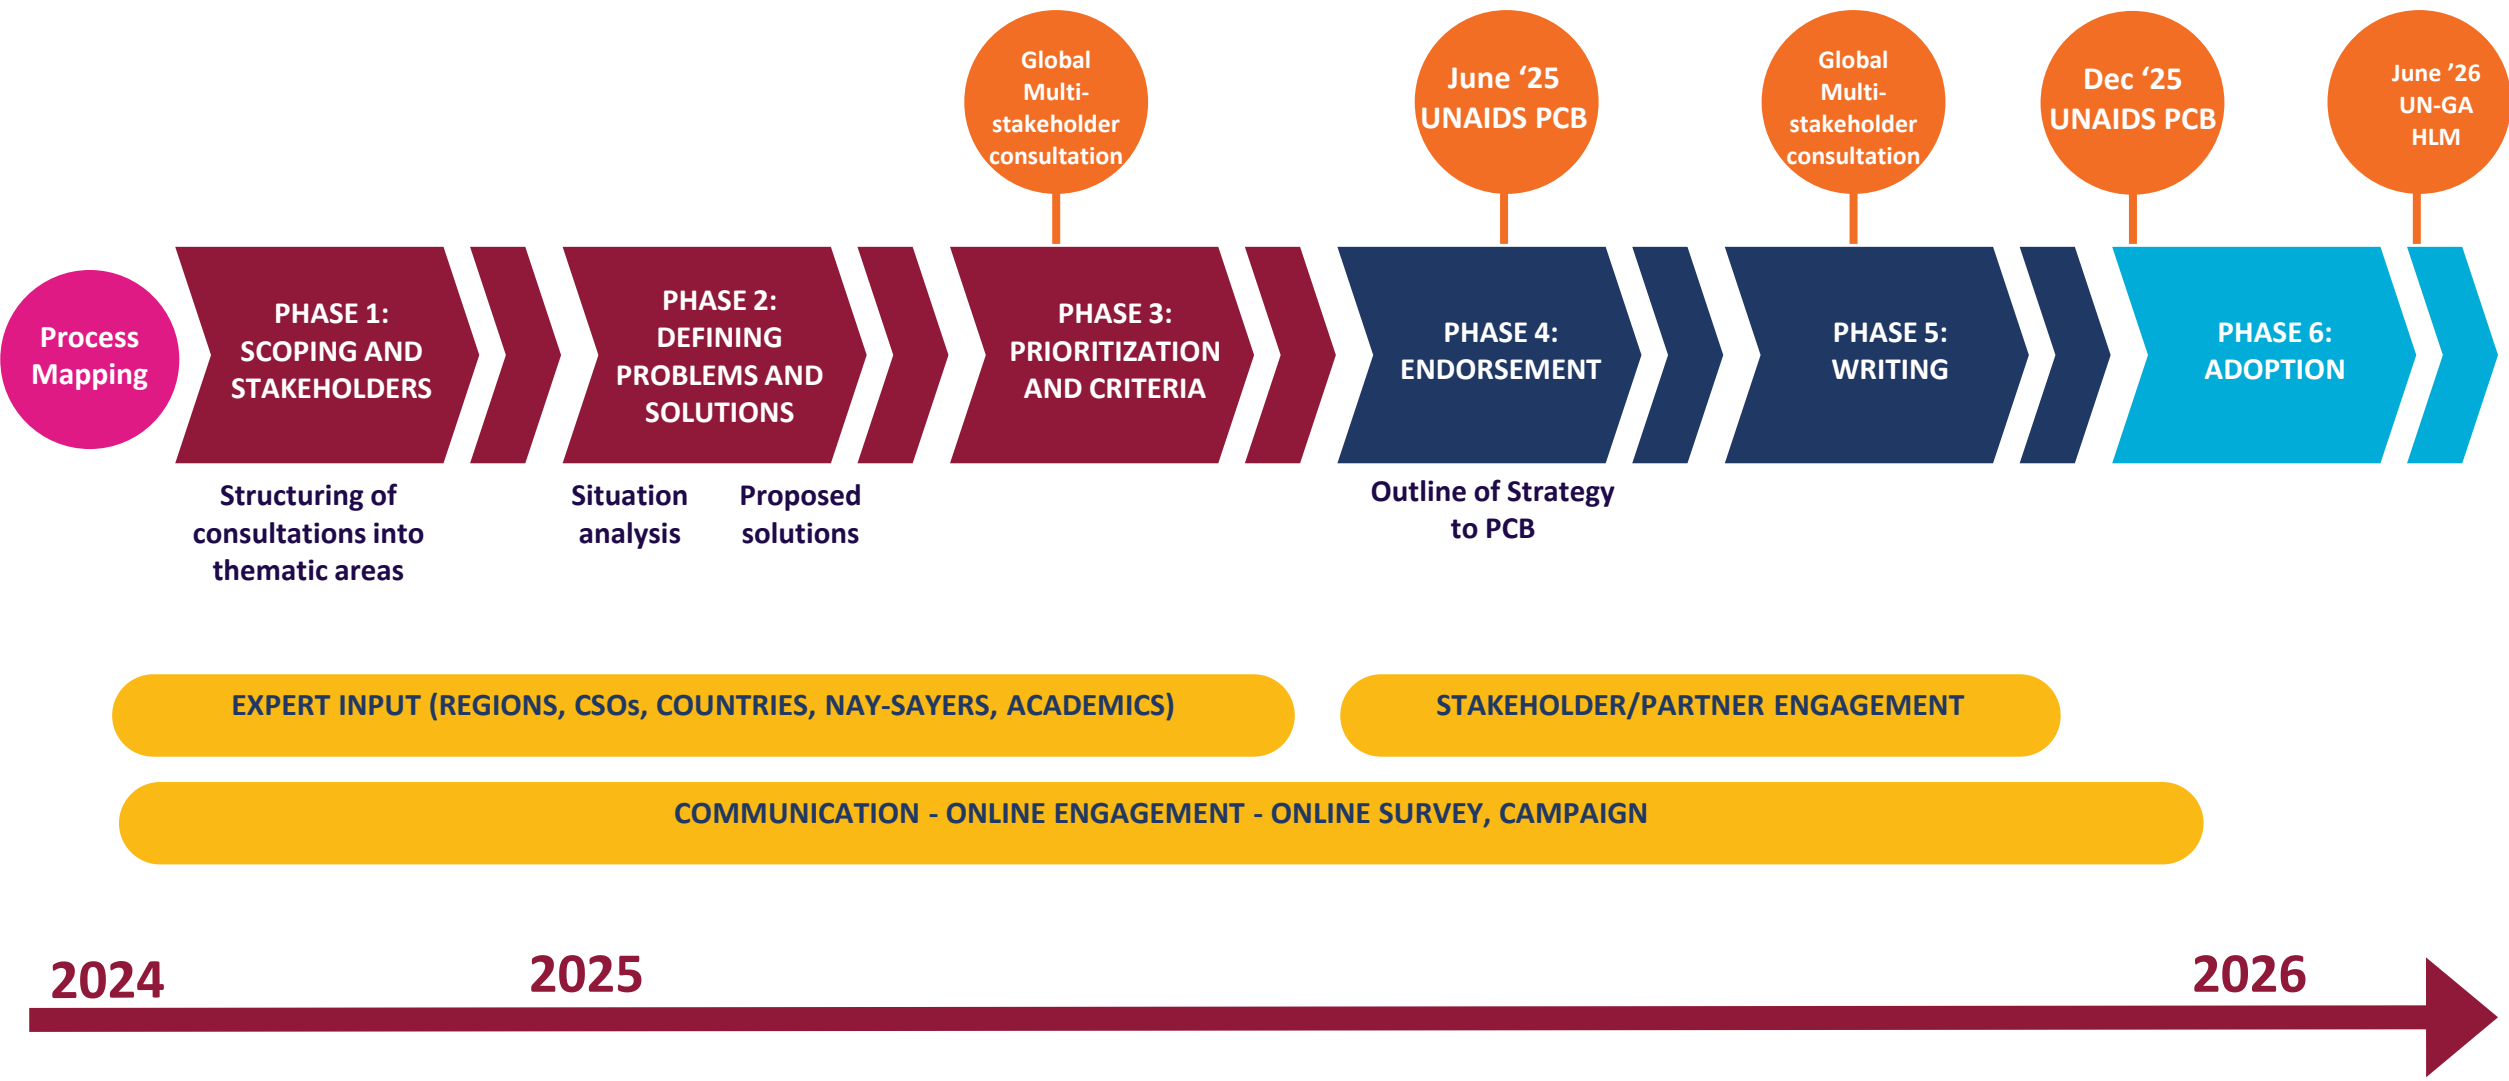 Global
Multi-
stakeholder
consultation
June ‘25
UNAIDS PCB
Global
Multi-
stakeholder
consultation
Dec ‘25
UNAIDS PCB
June ’26
UN-GA
HLM
Process
Mapping
PHASE 1:
SCOPING AND
STAKEHOLDERS
PHASE 2:
DEFINING
PROBLEMS AND
SOLUTIONS
PHASE 3:
PRIORITIZATION
AND CRITERIA
PHASE 4:
ENDORSEMENT
PHASE 5:
WRITING
PHASE 6:
ADOPTION
Structuring of
consultations into
thematic areas
Situation
analysis
Proposed
solutions
Outline of Strategy
to PCB
EXPERT INPUT (REGIONS, CSOs, COUNTRIES, NAY-SAYERS, ACADEMICS)
STAKEHOLDER/PARTNER ENGAGEMENT
COMMUNICATION - ONLINE ENGAGEMENT - ONLINE SURVEY, CAMPAIGN
2024
2025
2026